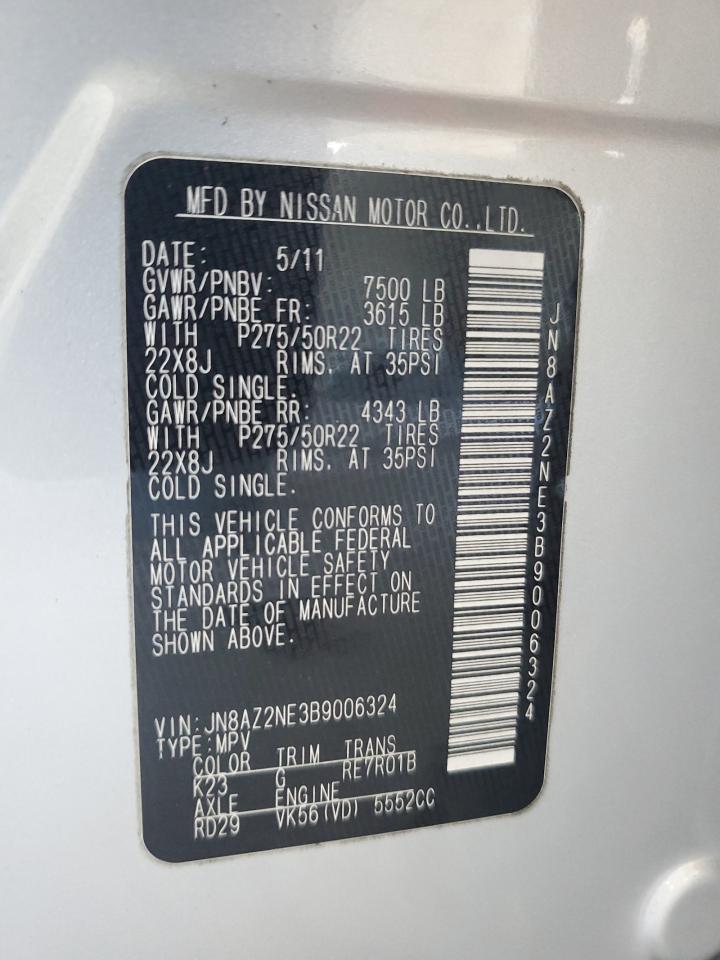 MFD BY NISSAN MOTOR CO.,LTD.
DATE: 5/11
GVWR/PNBV: 7500 LB
GAWR/PNBE FR: 3615 LB
WITH P275/50R22 TIRES
22X8J RIMS. AT 35PSI
COLD SINGLE.
GAWR/PNBE RR: 4343 LB
WITH P275/50R22 TIRES
22X8J RIMS. AT 35PSI
COLD SINGLE.
THIS VEHICLE CONFORMS TO
ALL APPLICABLE FEDERAL
MOTOR VEHICLE SAFETY
STANDARDS IN EFFECT ON
THE DATE OF MANUFACTURE
SHOWN ABOVE.
VIN:JN8AZ2NE3B9006324
TYPE:MPV
COLOR TRIM TRANS
K23 G RE7R01B
AXLE ENGINE
RD29 VK56(VD) 5552CC
JN8AZ2NE3B9006324